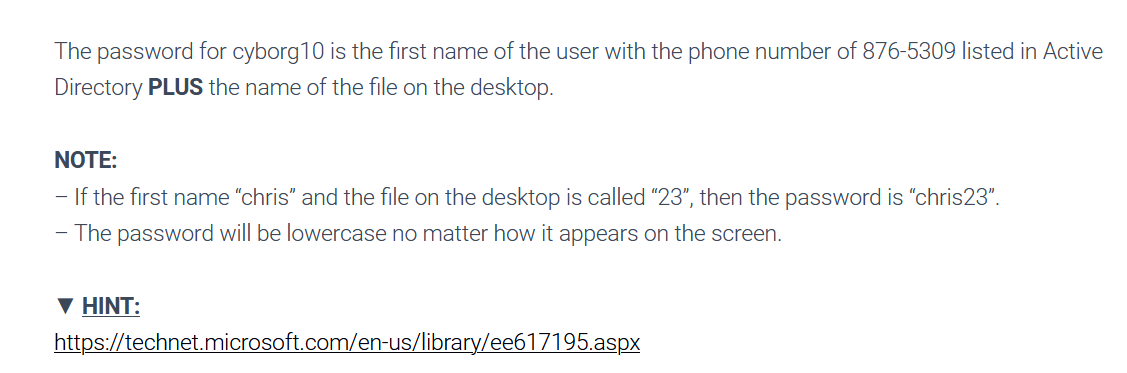 The password for cyborg10 is the first name of the user with the phone number of 876-5309 listed in Active
Directory PLUS the name of the file on the desktop.
NOTE:
– If the first name “chris” and the file on the desktop is called “23”, then the password is “chris23”.
– The password will be lowercase no matter how it appears on the screen.
▼ HINT:
https://technet.microsoft.com/en-us/library/ee617195.aspx